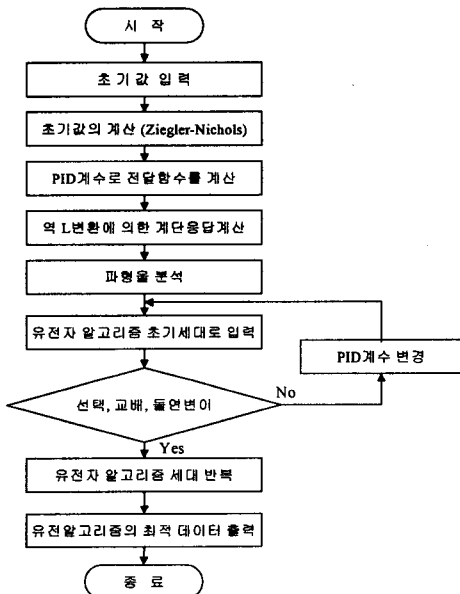 시 작
초 기 값 입 력
초기값의 계산 (Ziegler-Nichols)
PID계수로 전달함수를 계산
역 L변환에 의한 계단응답계산
파형을 분석
유전자 알고리즘 초기세대로 입력
PID계수 변경
선택, 교배, 돌연변이
No
Yes
유전자 알고리즘 세대 반복
유전알고리즘의 최적 데이터 출력
종 료